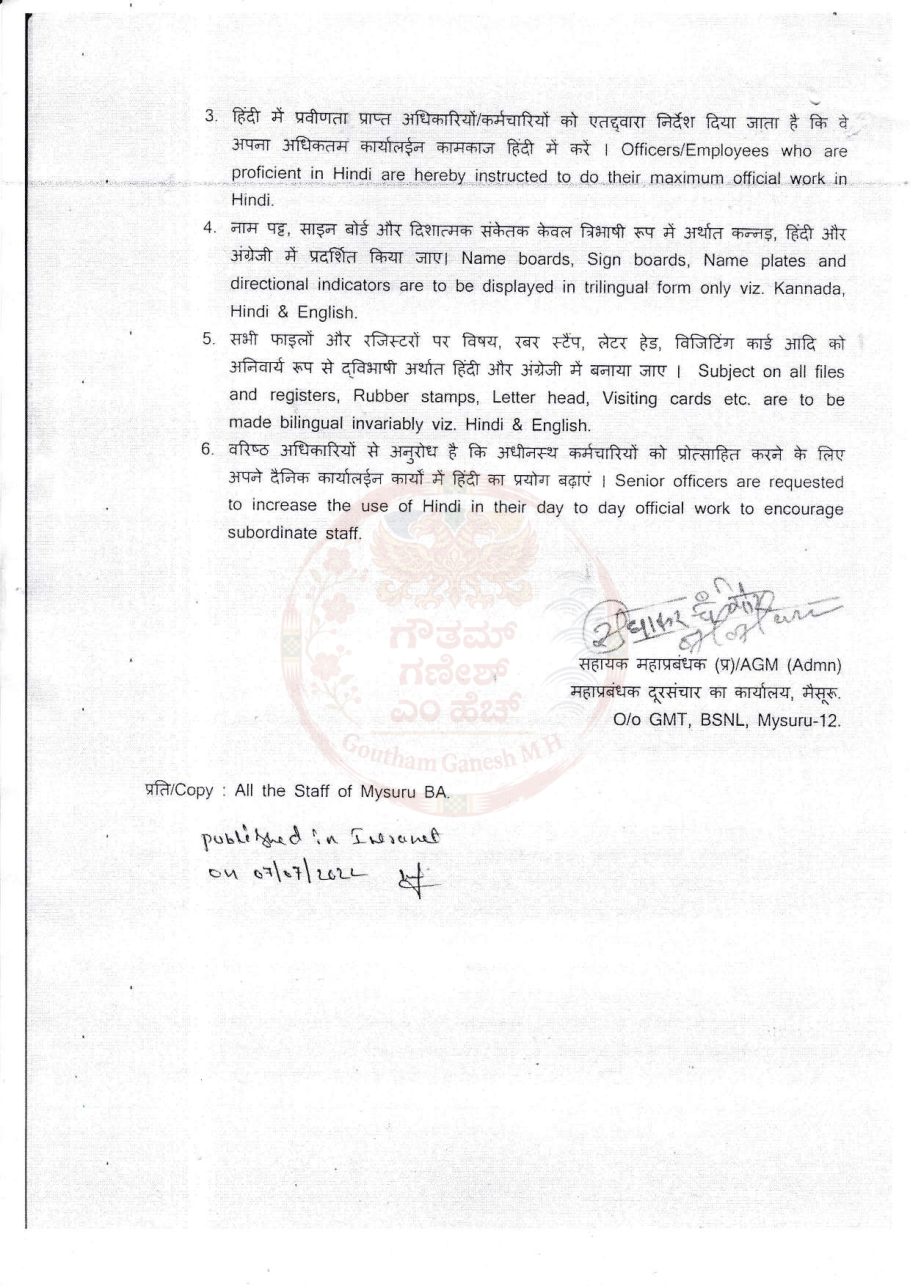 3. हिंदी में प्रवीणता प्राप्त अधिकारियों/कर्मचारियों को एतद्द्वारा निर्देश दिया जाता है कि वे
अपना अधिकतम कार्यालईन कामकाज हिंदी में करें । Officers/Employees who are
proficient in Hindi are hereby instructed to do their maximum official work in
Hindi.
4. नाम पट्ट, साइन बोर्ड और दिशात्मक संकेतक केवल त्रिभाषी रूप में अर्थात कन्नड़, हिंदी और
अंग्रेजी में प्रदर्शित किया जाए। Name boards, Sign boards, Name plates and
directional indicators are to be displayed in trilingual form only viz. Kannada,
Hindi & English.
5. सभी फाइलों और रजिस्टरों पर विषय, रबर स्टैंप, लेटर हेड, विजिटिंग कार्ड आदि को
अनिवार्य रूप से द्विभाषी अर्थात हिंदी और अंग्रेजी में बनाया जाए । Subject on all files
and registers, Rubber stamps, Letter head, Visiting cards etc. are to be
made bilingual invariably viz. Hindi & English.
6. वरिष्ठ अधिकारियों से अनुरोध है कि अधीनस्थ कर्मचारियों को प्रोत्साहित करने के लिए
अपने दैनिक कार्यालईन कार्यों में हिंदी का प्रयोग बढ़ाएं । Senior officers are requested
to increase the use of Hindi in their day to day official work to encourage
subordinate staff.
ಗೌತಮ್
ಗಣೇಶ್
ಎಂ ಹೆಚ್
Goutham Ganesh M H
सहायक महाप्रबंधक (प्र)/AGM (Admn)
महाप्रबंधक दूरसंचार का कार्यालय, मैसूरू.
O/o GMT, BSNL, Mysuru-12.
प्रति/Copy : All the Staff of Mysuru BA.
published in Intranet
on 07/07/2022